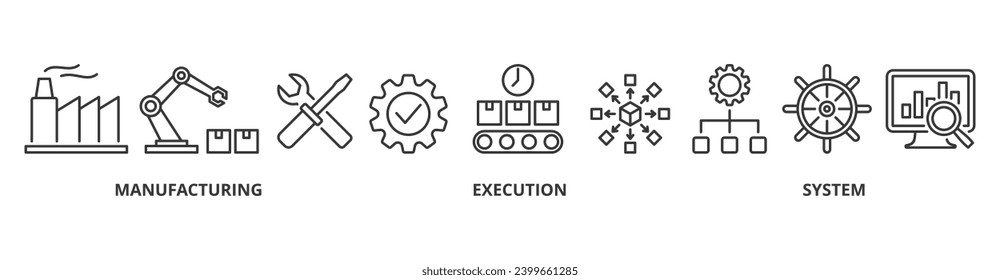 MANUFACTURING EXECUTION SYSTEM
shutterstock.com · 2399661285